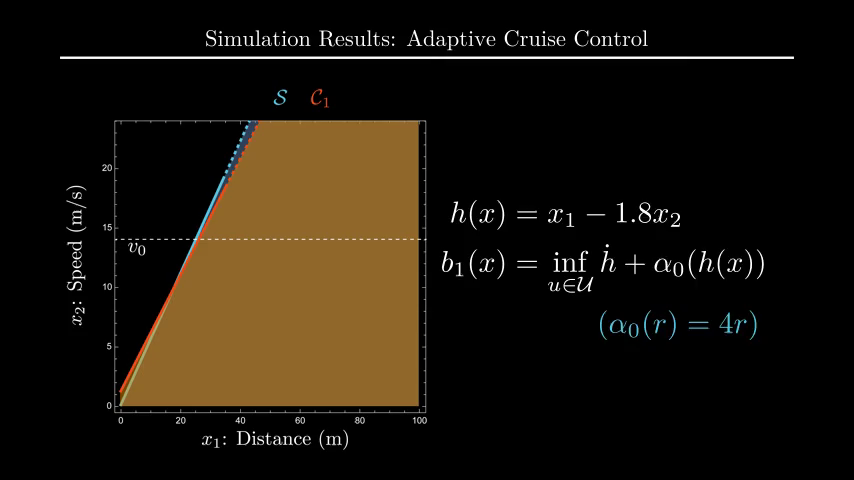 Simulation Results: Adaptive Cruise Control
𝒮 𝒞₁
20
15
10
5
0
v₀
x₂: Speed (m/s)
0 20 40 60 80 100
x₁: Distance (m)
h(x) = x₁ − 1.8x₂
b₁(x) = inf ḣ + α₀(h(x))
u∈𝒰
(α₀(r) = 4r)